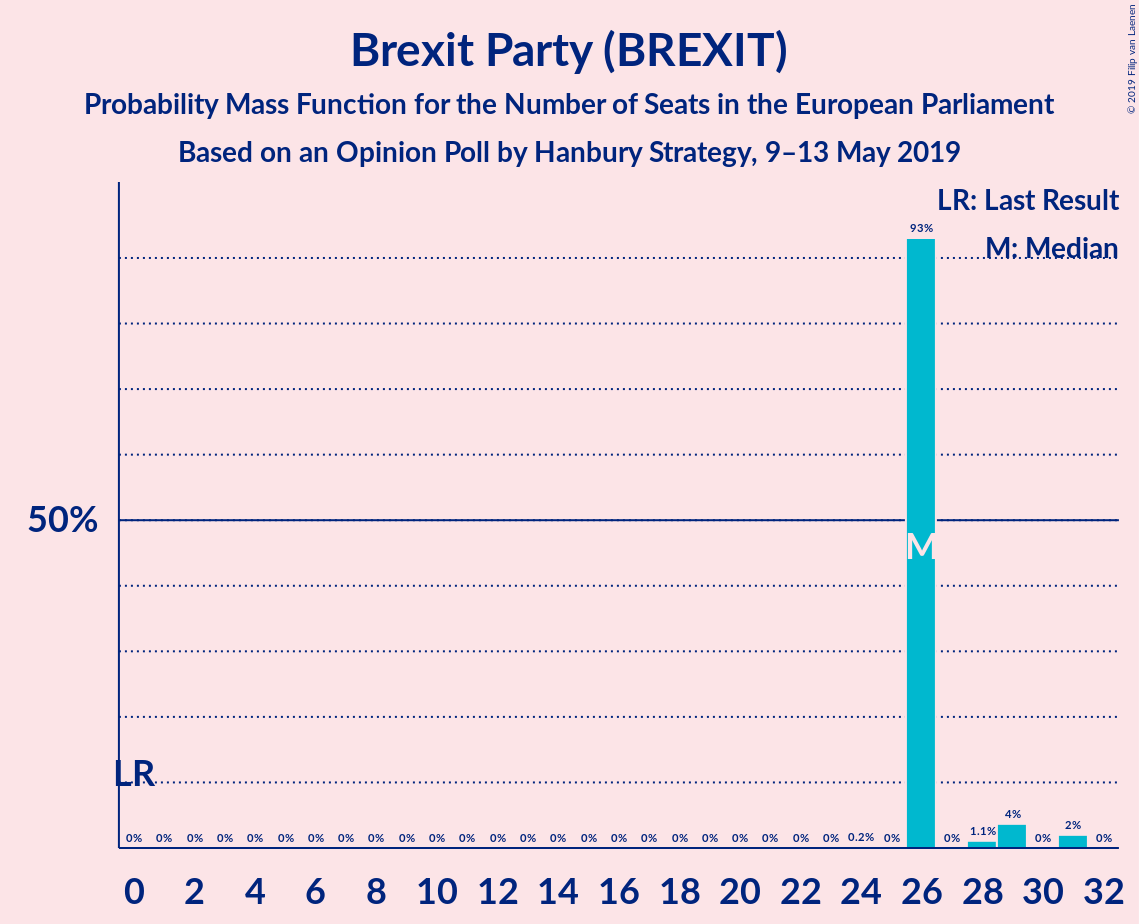 Brexit Party (BREXIT)
Probability Mass Function for the Number of Seats in the European Parliament
Based on an Opinion Poll by Hanbury Strategy, 9–13 May 2019
© 2019 Filip van Laenen
LR: Last Result
M: Median
93%
50%
M
LR
0% 0% 0% 0% 0% 0% 0% 0% 0% 0% 0% 0% 0% 0% 0% 0% 0% 0% 0% 0% 0% 0% 0% 0% 0.2% 0% 0% 1.1% 4% 0% 2% 0%
0 2 4 6 8 10 12 14 16 18 20 22 24 26 28 30 32